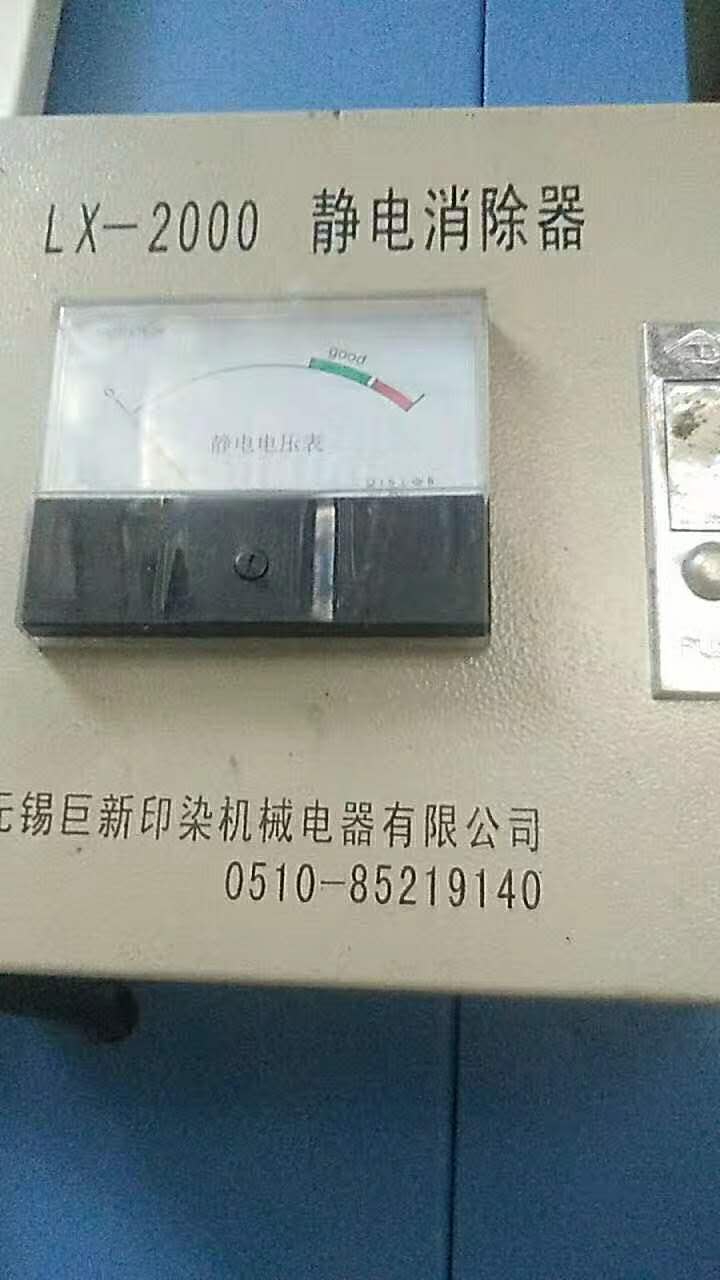 LX-2000 静电消除器
good
0
静电电压表
无锡巨新印染机械电器有限公司
0510-85219140